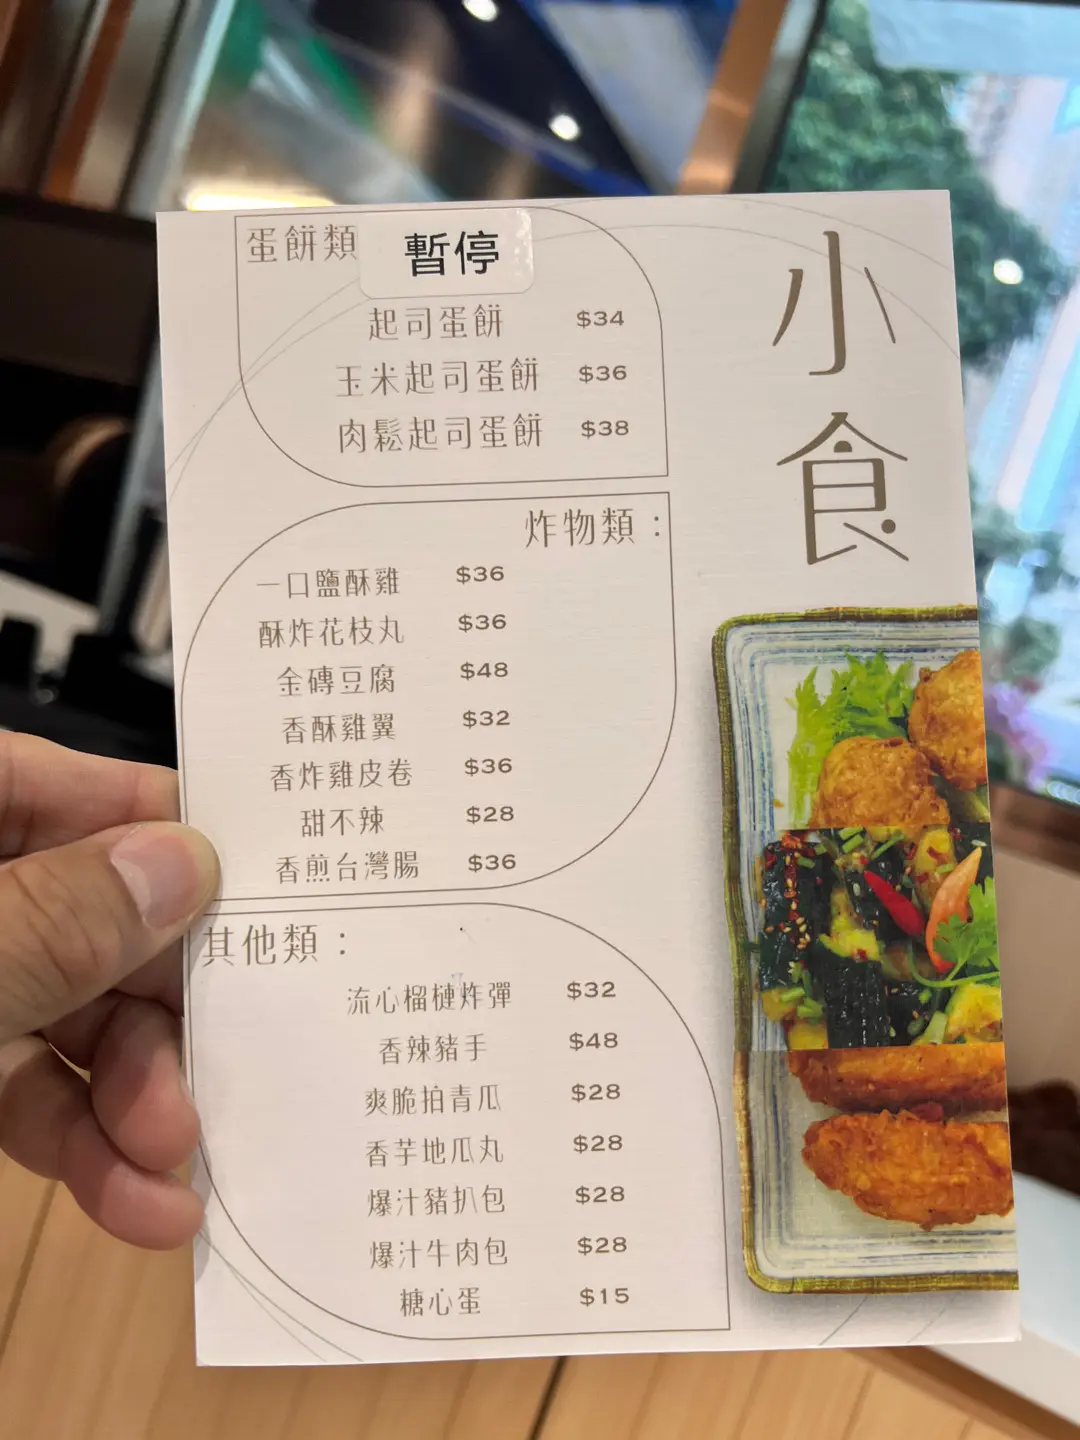 小食
蛋餅類 暫停
起司蛋餅 $34
玉米起司蛋餅 $36
肉鬆起司蛋餅 $38
炸物類：
一口鹽酥雞 $36
酥炸花枝丸 $36
金磚豆腐 $48
香酥雞翼 $32
香炸雞皮卷 $36
甜不辣 $28
香煎台灣腸 $36
其他類：
流心榴槤炸彈 $32
香辣豬手 $48
爽脆拍青瓜 $28
香芋地瓜丸 $28
爆汁豬扒包 $28
爆汁牛肉包 $28
糖心蛋 $15